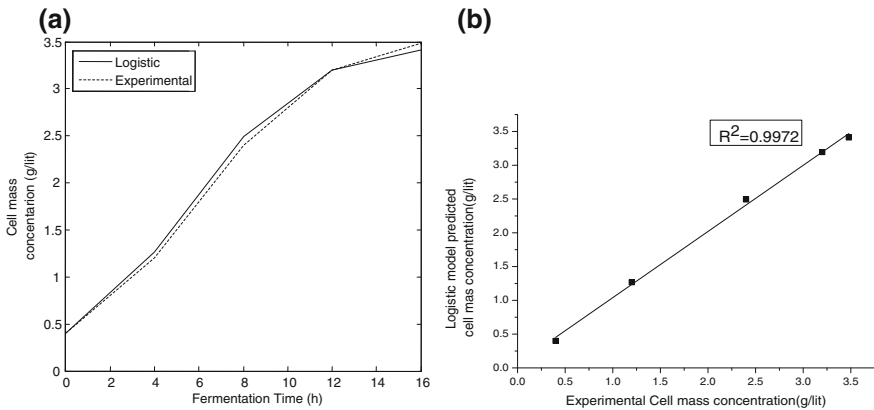 (a)
3.5
3
2.5
2
1.5
1
0.5
0
Cell mass
concentarion (g/lit)
Logistic
Experimental
0 2 4 6 8 10 12 14 16
Fermentation Time (h)
(b)
3.5
3.0
2.5
2.0
1.5
1.0
0.5
0.0
Logistic model predicted
cell mas concentration(g/lit)
R²=0.9972
0.0 0.5 1.0 1.5 2.0 2.5 3.0 3.5
Experimental Cell mass concentration(g/lit)